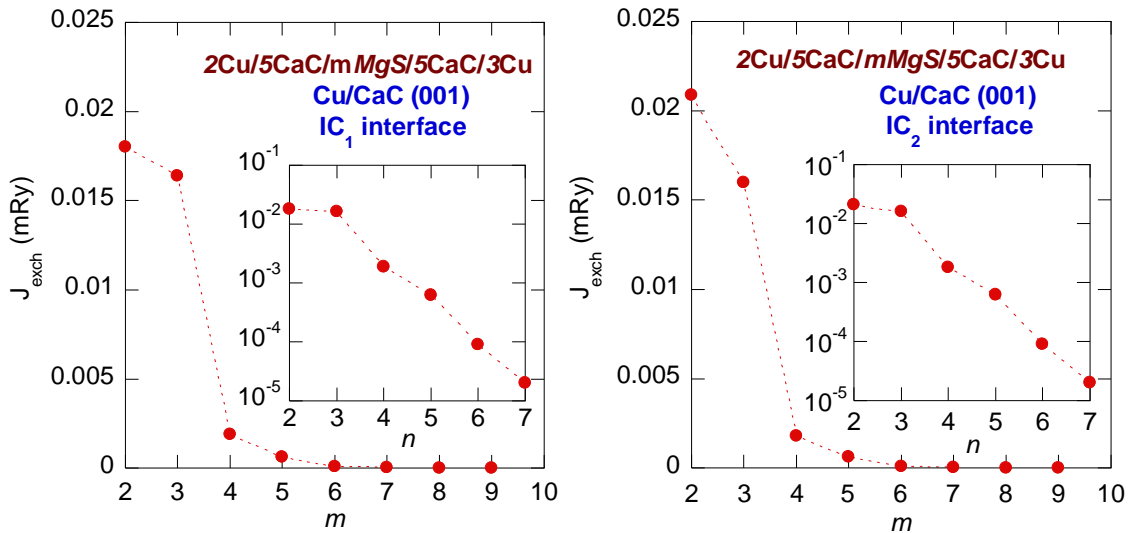 0.025
0.02
0.015
0.01
0.005
0
J_exch (mRy)
2Cu/5CaC/mMgS/5CaC/3Cu
Cu/CaC (001)
IC_1 interface
10^-1
10^-2
10^-3
10^-4
10^-5
2 3 4 5 6 7
n
2 3 4 5 6 7 8 9 10
m
0.025
0.02
0.015
0.01
0.005
0
J_exch (mRy)
2Cu/5CaC/mMgS/5CaC/3Cu
Cu/CaC (001)
IC_2 interface
10^-1
10^-2
10^-3
10^-4
10^-5
2 3 4 5 6 7
n
2 3 4 5 6 7 8 9 10
m